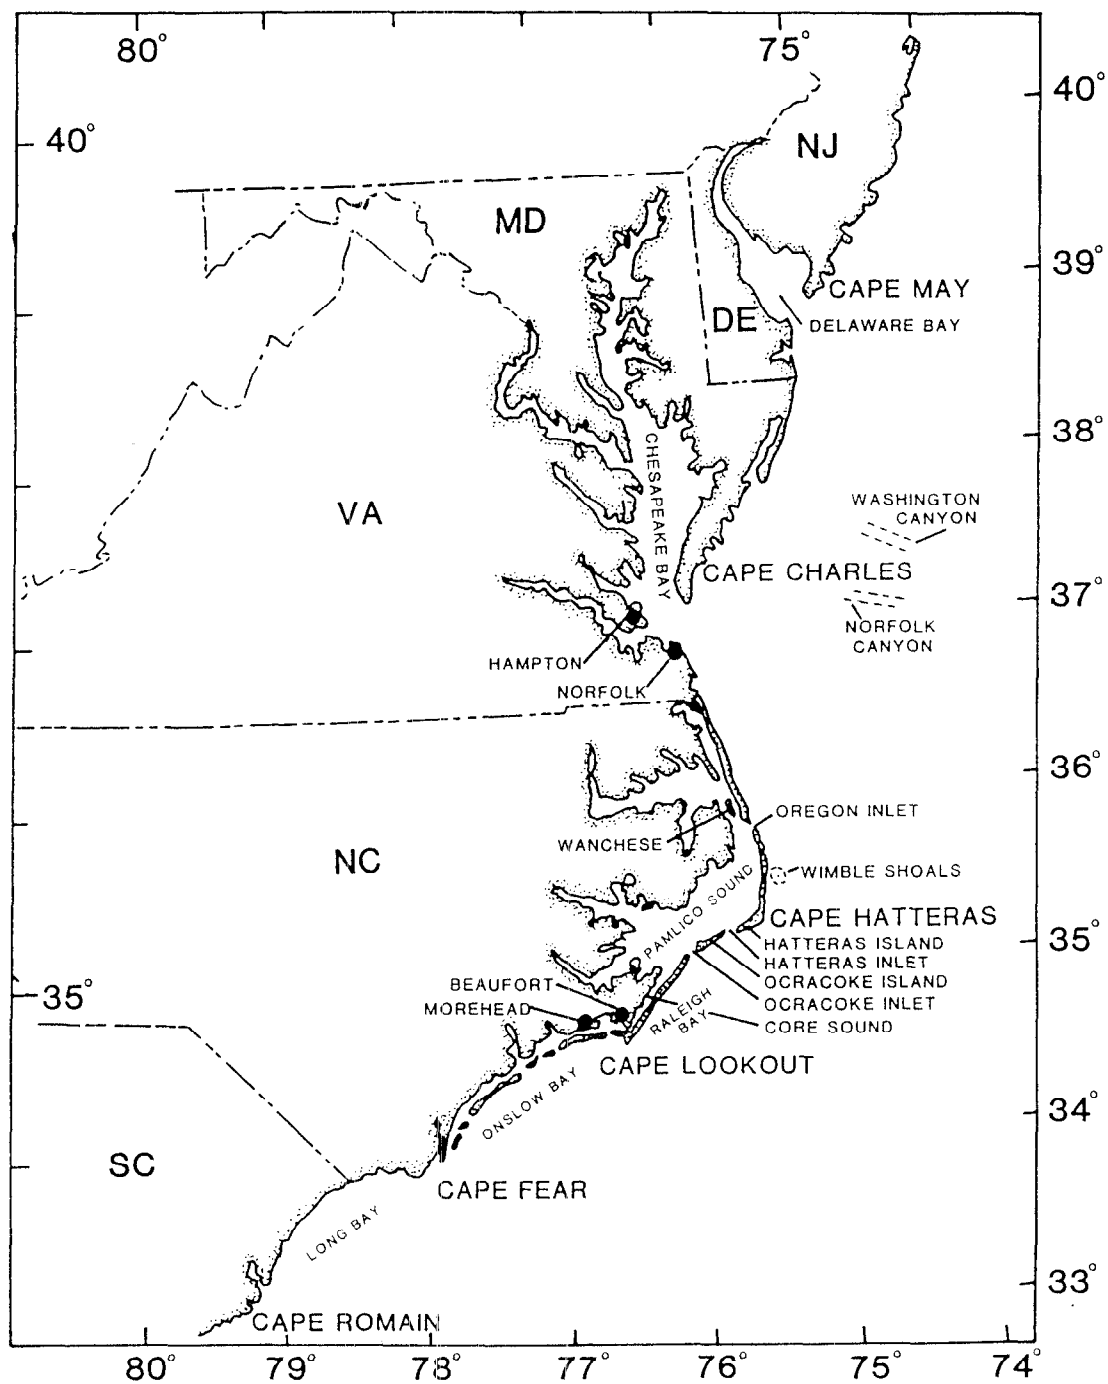 80°
75°
40°
40°
NJ
MD
39°
CAPE MAY
DE
DELAWARE BAY
38°
CHESAPEAKE BAY
WASHINGTON
CANYON
VA
CAPE CHARLES
37°
NORFOLK
CANYON
HAMPTON
NORFOLK
36°
OREGON INLET
WANCHESE
NC
WIMBLE SHOALS
PAMLICO SOUND
CAPE HATTERAS
35°
HATTERAS ISLAND
HATTERAS INLET
OCRACOKE ISLAND
OCRACOKE INLET
BEAUFORT
35°
MOREHEAD
RALEIGH
BAY
CORE SOUND
CAPE LOOKOUT
ONSLOW BAY
34°
SC
CAPE FEAR
LONG BAY
33°
CAPE ROMAIN
80°
79°
78°
77°
76°
75°
74°